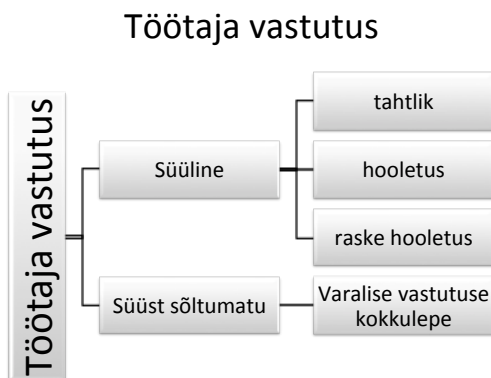 Töötaja vastutus
Töötaja vastutus
Süüline
tahtlik
hooletus
raske hooletus
Süüst sõltumatu
Varalise vastutuse
kokkulepe